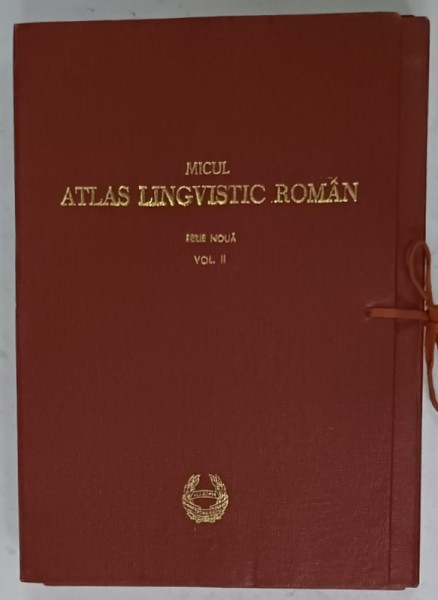 MICUL
ATLAS LINGVISTIC ROMÂN
SERIE NOUĂ
VOL. II